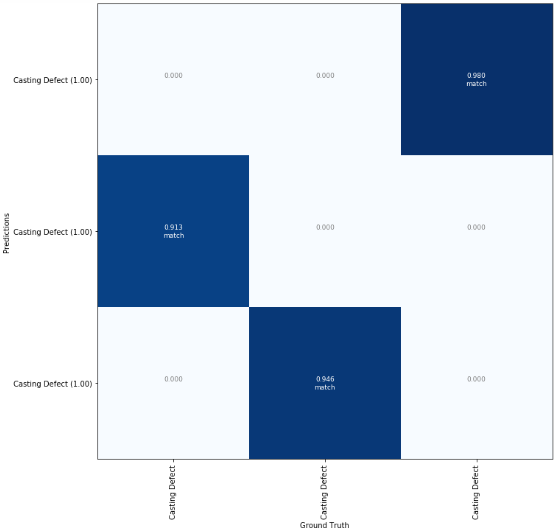 Casting Defect (1.00)
0.000
0.000
0.980
match
Casting Defect (1.00)
0.913
match
0.000
0.000
Casting Defect (1.00)
0.000
0.946
match
0.000
Predictions
Casting Defect
Casting Defect
Casting Defect
Ground Truth